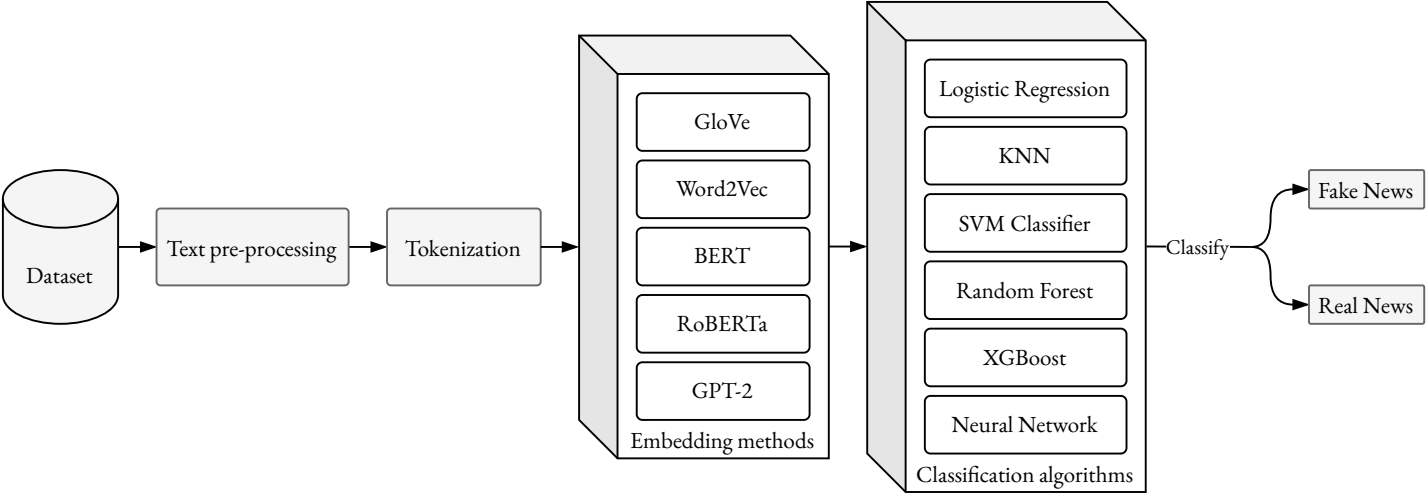 Dataset
Text pre-processing
Tokenization
GloVe
Word2Vec
BERT
RoBERTa
GPT-2
Embedding methods
Logistic Regression
KNN
SVM Classifier
Random Forest
XGBoost
Neural Network
Classification algorithms
Classify
Fake News
Real News